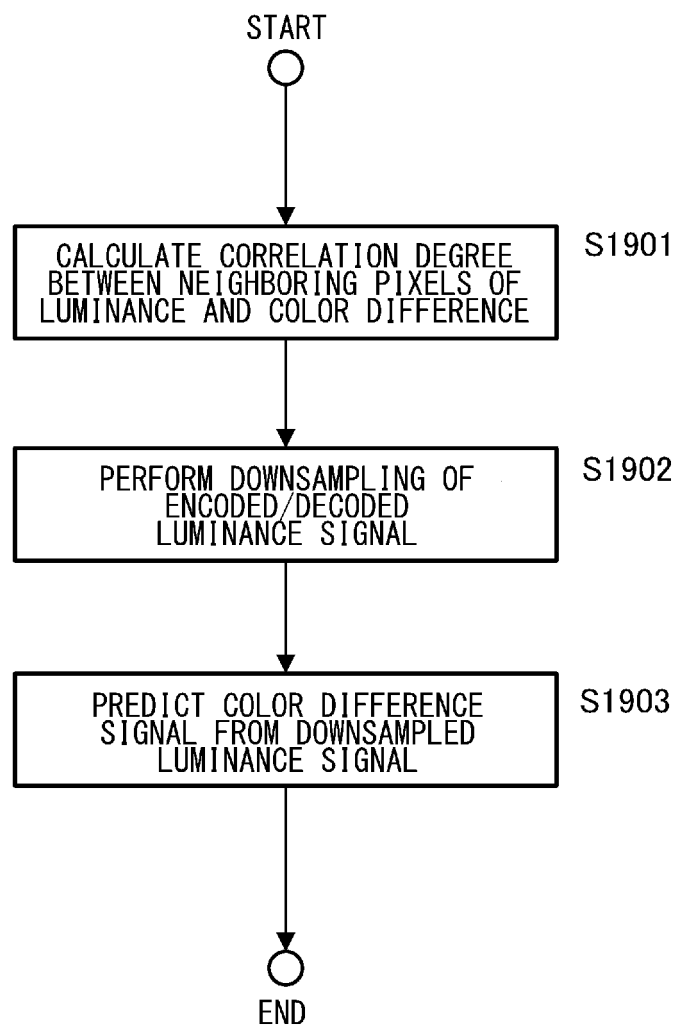 START
CALCULATE CORRELATION DEGREE
BETWEEN NEIGHBORING PIXELS OF
LUMINANCE AND COLOR DIFFERENCE
S1901
PERFORM DOWNSAMPLING OF
ENCODED/DECODED
LUMINANCE SIGNAL
S1902
PREDICT COLOR DIFFERENCE
SIGNAL FROM DOWNSAMPLED
LUMINANCE SIGNAL
S1903
END